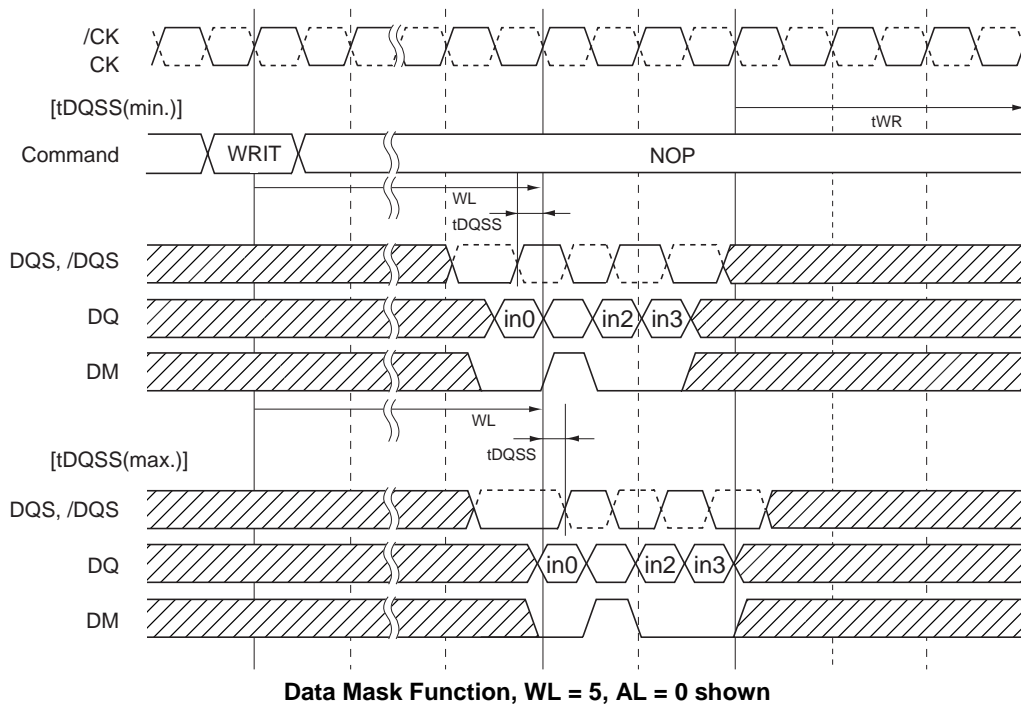 /CK
CK
[tDQSS(min.)]
tWR
Command
WRIT
NOP
WL
tDQSS
DQS, /DQS
DQ
in0
in2
in3
DM
WL
tDQSS
[tDQSS(max.)]
DQS, /DQS
DQ
in0
in2
in3
DM
Data Mask Function, WL = 5, AL = 0 shown